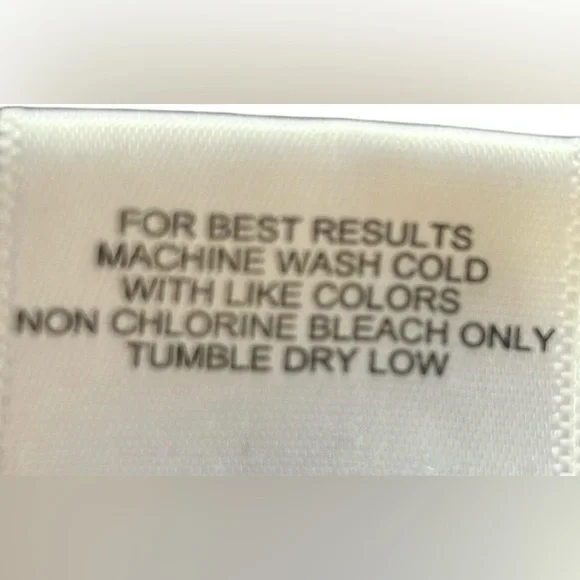 FOR BEST RESULTS
MACHINE WASH COLD
WITH LIKE COLORS
NON CHLORINE BLEACH ONLY
TUMBLE DRY LOW